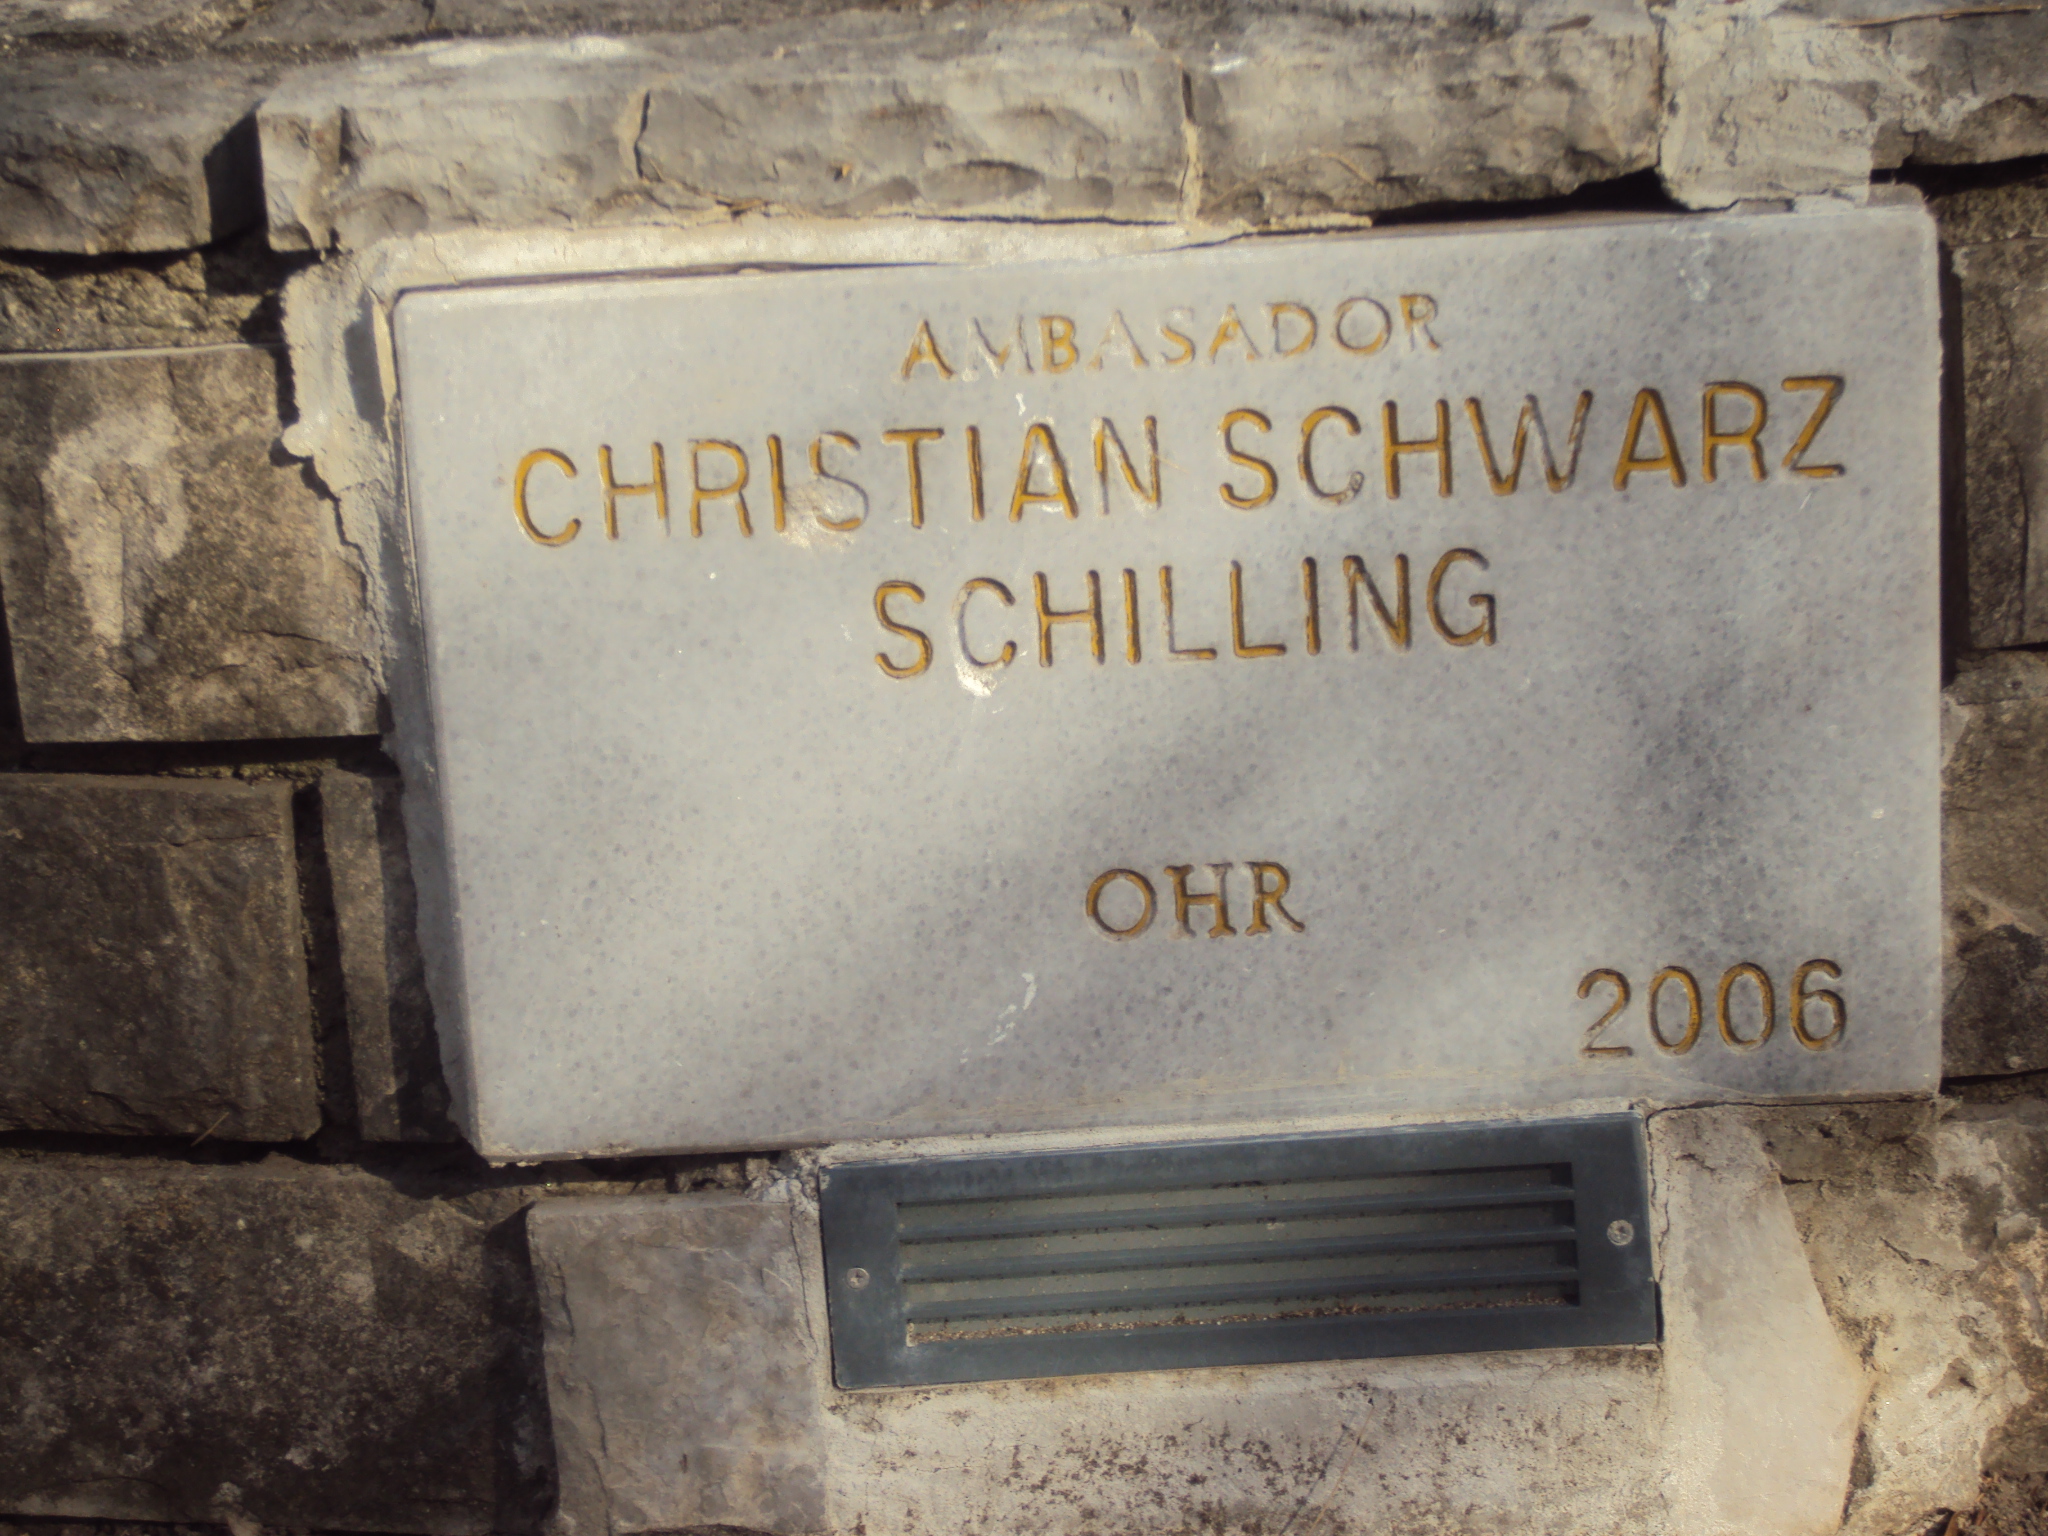 AMBASADOR
CHRISTIAN SCHWARZ
SCHILLING
OHR
2006